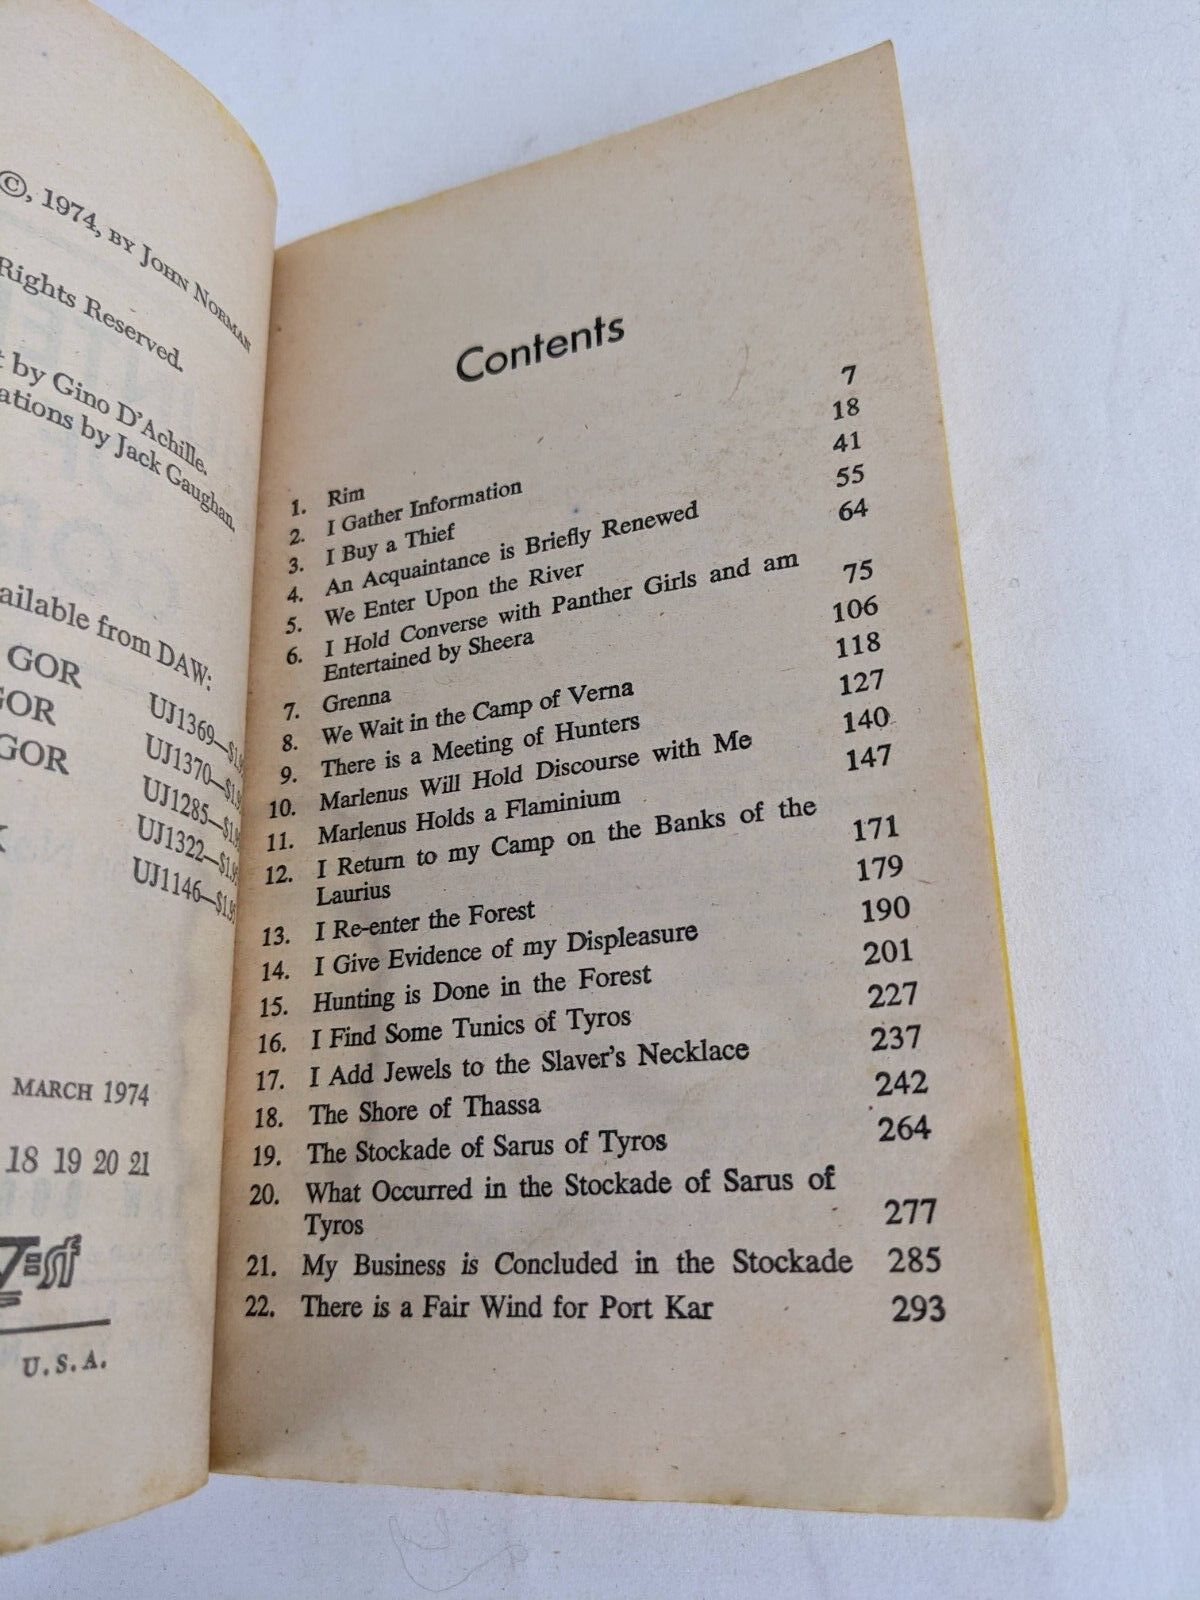 ©, 1974, BY JOHN NORMAN
Rights Reserved.
by Gino D'Achille.
by Jack Gaughan.
from DAW:
GOR UJ1369—
GOR UJ1370—
GOR UJ1285—
UJ1322—
UJ1146—
MARCH 1974
18 19 20 21
U.S.A.
Contents
1. Rim 7
2. I Gather Information 18
3. I Buy a Thief 41
4. An Acquaintance is Briefly Renewed 55
5. We Enter Upon the River 64
6. I Hold Converse with Panther Girls and am
Entertained by Sheera 75
7. Grenna 106
8. We Wait in the Camp of Verna 118
9. There is a Meeting of Hunters 127
10. Marlenus Will Hold Discourse with Me 140
11. Marlenus Holds a Flaminium 147
12. I Return to my Camp on the Banks of the
Laurius 171
13. I Re-enter the Forest 179
14. I Give Evidence of my Displeasure 190
15. Hunting is Done in the Forest 201
16. I Find Some Tunics of Tyros 227
17. I Add Jewels to the Slaver's Necklace 237
18. The Shore of Thassa 242
19. The Stockade of Sarus of Tyros 264
20. What Occurred in the Stockade of Sarus of
Tyros 277
21. My Business is Concluded in the Stockade 285
22. There is a Fair Wind for Port Kar 293